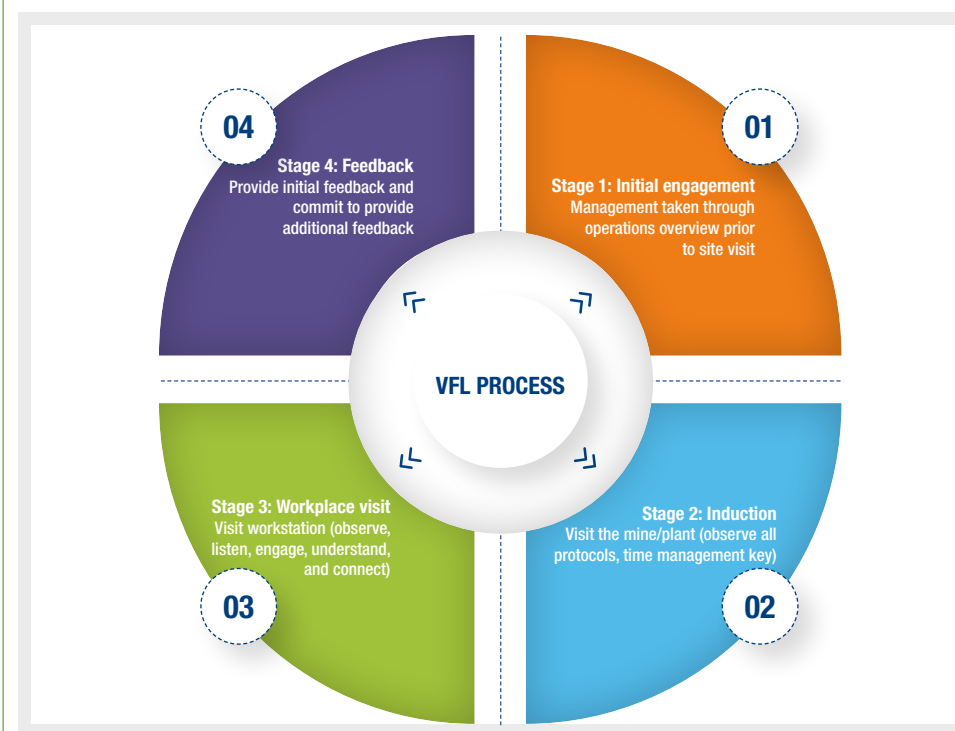 04
Stage 4: Feedback
Provide initial feedback and
commit to provide
additional feedback
01
Stage 1: Initial engagement
Management taken through
operations overview prior
to site visit
VFL PROCESS
Stage 3: Workplace visit
Visit workstation (observe,
listen, engage, understand,
and connect)
03
Stage 2: Induction
Visit the mine/plant (observe all
protocols, time management key)
02